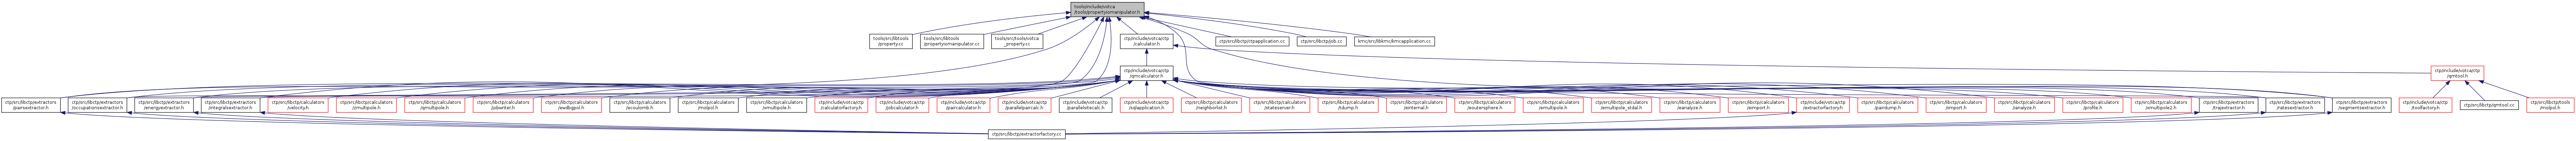 tools/include/votca
/tools/propertyiomanipulator.h
tools/src/libtools
/property.cc
tools/src/libtools
/propertyiomanipulator.cc
tools/src/tools/votca
_property.cc
ctp/include/votca/ctp
/calculator.h
ctp/src/libctp/ctpapplication.cc
ctp/src/libctp/job.cc
kmc/src/libkmc/kmcapplication.cc
ctp/include/votca/ctp
/qmcalculator.h
ctp/include/votca/ctp
/qmtool.h
ctp/src/libctp/extractors
/pairsextractor.h
ctp/src/libctp/extractors
/occupationsextractor.h
ctp/src/libctp/extractors
/energyextractor.h
ctp/src/libctp/extractors
/integralsextractor.h
ctp/src/libctp/calculators
/velocity.h
ctp/src/libctp/calculators
/zmultipole.h
ctp/src/libctp/calculators
/qmultipole.h
ctp/src/libctp/calculators
/jobwriter.h
ctp/src/libctp/calculators
/ewdbgpol.h
ctp/src/libctp/calculators
/ecoulomb.h
ctp/src/libctp/calculators
/molpol.h
ctp/src/libctp/calculators
/emultipole.h
ctp/include/votca/ctp
/calculatorfactory.h
ctp/include/votca/ctp
/jobcalculator.h
ctp/include/votca/ctp
/paircalculator.h
ctp/include/votca/ctp
/parallelpaircalc.h
ctp/include/votca/ctp
/parallelxjobcalc.h
ctp/include/votca/ctp
/sqlapplication.h
ctp/src/libctp/calculators
/neighborlist.h
ctp/src/libctp/calculators
/stateserver.h
ctp/src/libctp/calculators
/tdump.h
ctp/src/libctp/calculators
/einternal.h
ctp/src/libctp/calculators
/eoutersphere.h
ctp/src/libctp/calculators
/emultipole.h
ctp/src/libctp/calculators
/emultipole_stdal.h
ctp/src/libctp/calculators
/eanalyze.h
ctp/src/libctp/calculators
/eimport.h
ctp/include/votca/ctp
/extractorfactory.h
ctp/src/libctp/calculators
/pairdump.h
ctp/src/libctp/calculators
/iimport.h
ctp/src/libctp/calculators
/ianalyze.h
ctp/src/libctp/calculators
/profile.h
ctp/src/libctp/calculators
/xmultipole2.h
ctp/src/libctp/extractors
/trajextractor.h
ctp/src/libctp/extractors
/ratesextractor.h
ctp/src/libctp/extractors
/segmentsextractor.h
ctp/include/votca/ctp
/toolfactory.h
ctp/src/libctp/qmtool.cc
ctp/src/libctp/tools
/molpol.h
ctp/src/libctp/extractorfactory.cc